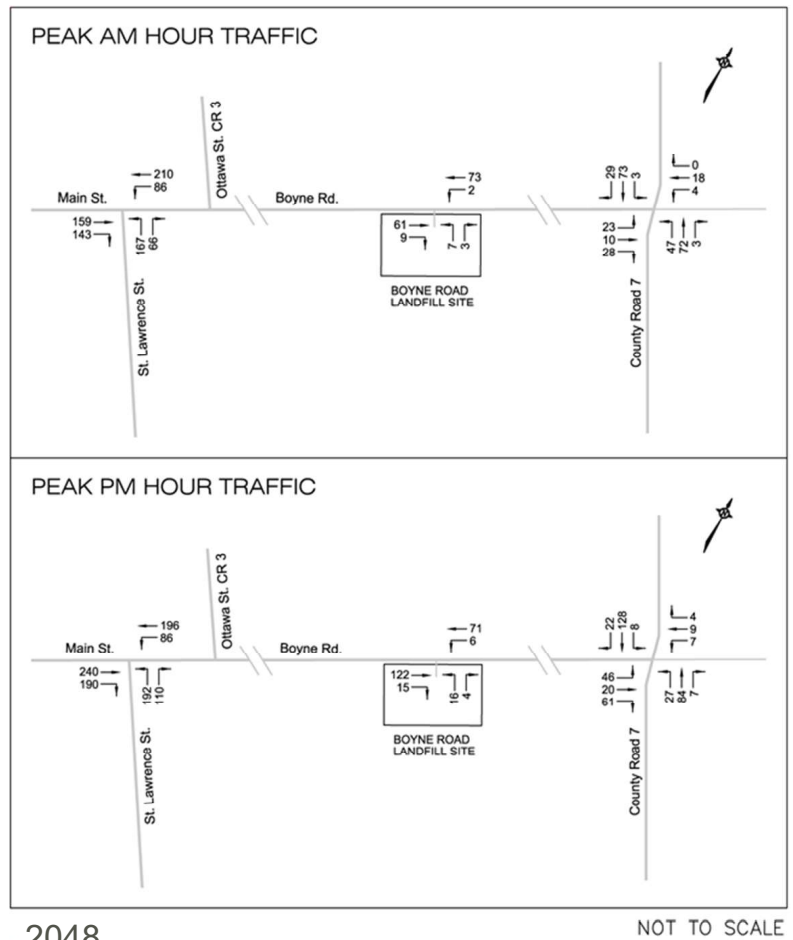 PEAK AM HOUR TRAFFIC
Ottawa St. CR 3
210
86
Main St.
159
143
167
66
St. Lawrence St.
Boyne Rd.
73
2
61
9
7
3
BOYNE ROAD
LANDFILL SITE
29
73
3
0
18
4
23
10
28
47
72
3
County Road 7
PEAK PM HOUR TRAFFIC
Ottawa St. CR 3
196
86
Main St.
240
190
192
110
St. Lawrence St.
Boyne Rd.
71
6
122
15
16
4
BOYNE ROAD
LANDFILL SITE
22
128
8
4
9
7
46
20
61
27
84
7
County Road 7
2048
NOT TO SCALE